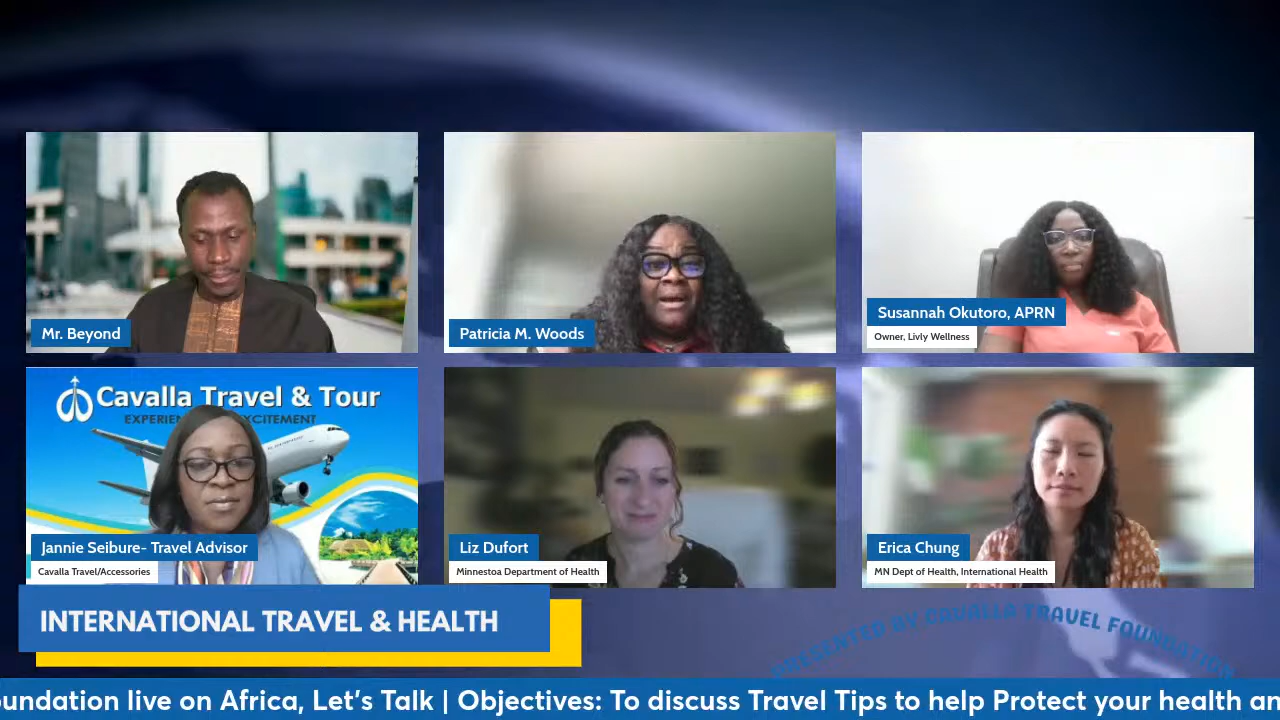 Mr. Beyond
Patricia M. Woods
Susannah Okutoro, APRN
Owner, Livly Wellness
Cavalla Travel & Tour
EXPERIEN XCITEMENT
Jannie Seibure- Travel Advisor
Cavalla Travel/Accessories
Liz Dufort
Minnestoa Department of Health
Erica Chung
MN Dept of Health, International Health
INTERNATIONAL TRAVEL & HEALTH
PRESENTED BY CAVALLA TRAVEL FOUNDATION
oundation live on Africa, Let's Talk | Objectives: To discuss Travel Tips to help Protect your health an